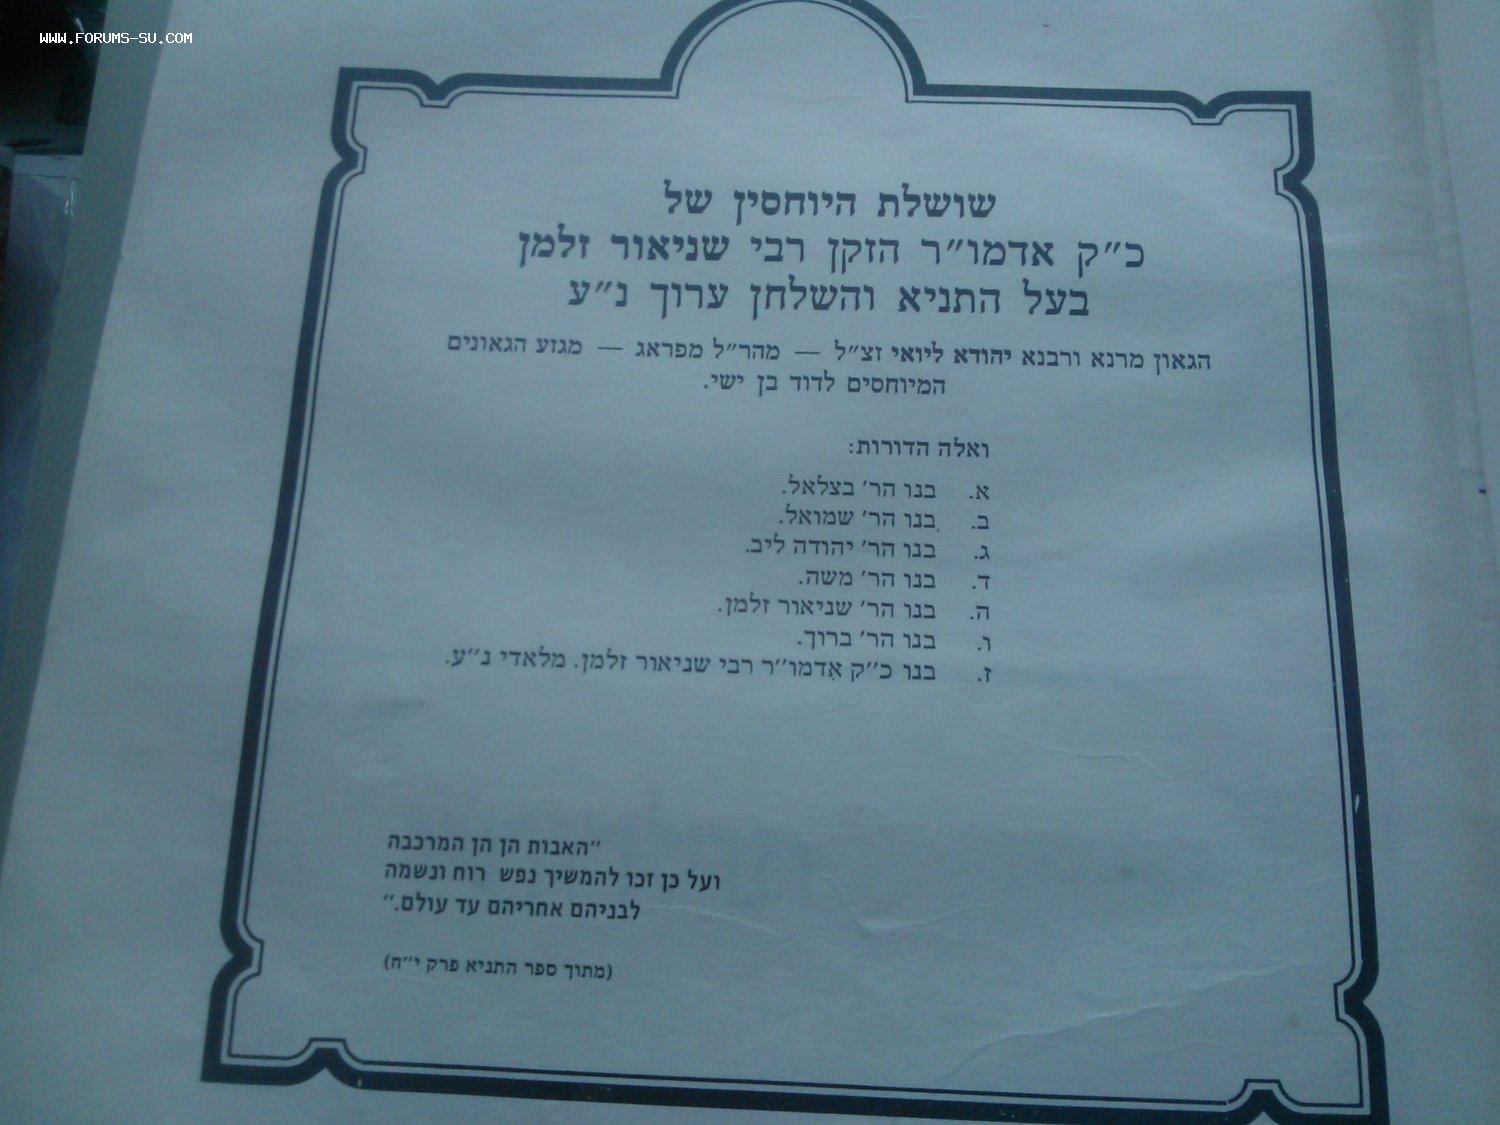 WWW.FORUMS-SU.COM
שושלת היוחסין של
כ״ק אדמו״ר הזקן רבי שניאור זלמן
בעל התניא והשלחן ערוך נ״ע
הגאון מרנא ורבנא יהודא ליואי זצ״ל — מהר״ל מפראג — מגזע הגאונים
המיוחסים לדוד בן ישי.
ואלה הדורות:
א. בנו הר׳ בצלאל.
ב. בנו הר׳ שמואל.
ג. בנו הר׳ יהודה ליב.
ד. בנו הר׳ משה.
ה. בנו הר׳ שניאור זלמן.
ו. בנו הר׳ ברוך.
ז. בנו כ״ק אדמו״ר רבי שניאור זלמן. מלאדי נ״ע.
״האבות הן הן המרכבה
ועל כן זכו להמשיך נפש רוח ונשמה
לבניהם אחריהם עד עולם.״
(מתוך ספר התניא פרק י״ח)